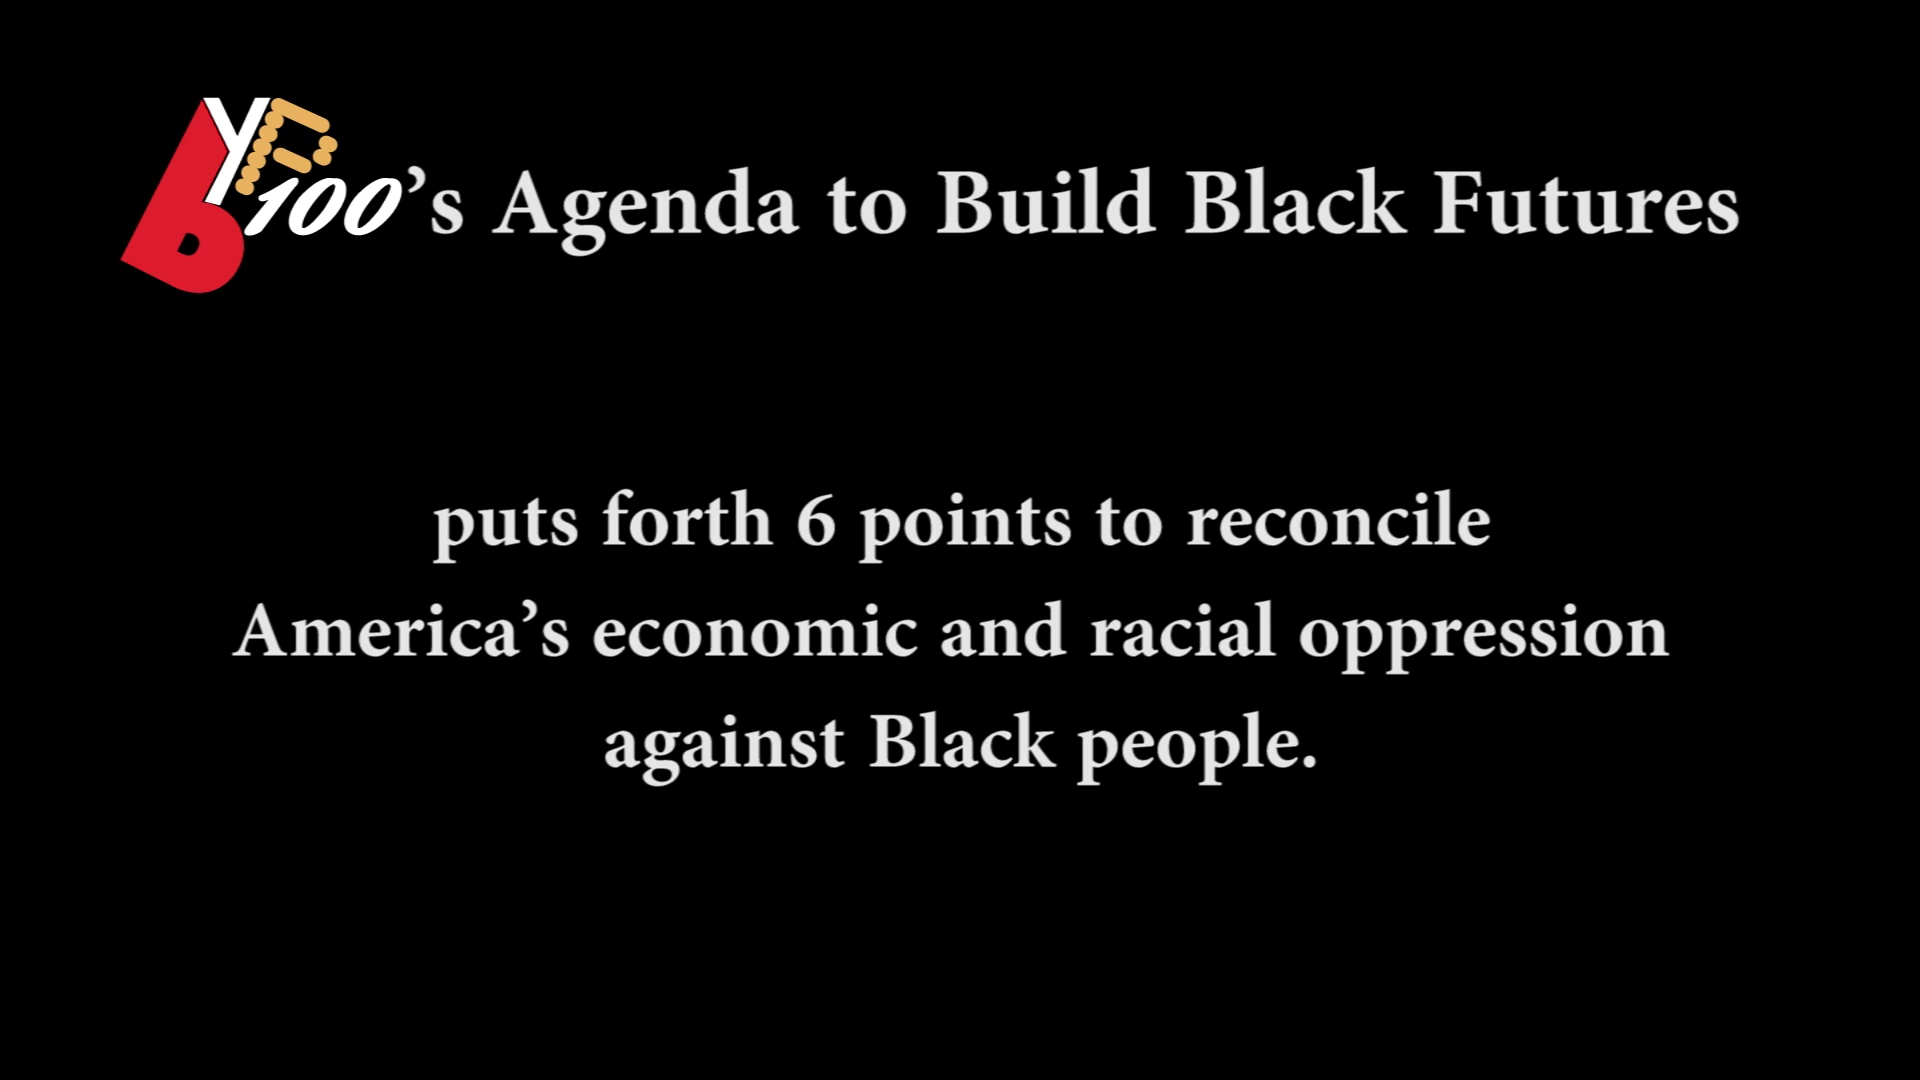 BYP100’s Agenda to Build Black Futures
puts forth 6 points to reconcile
America’s economic and racial oppression
against Black people.